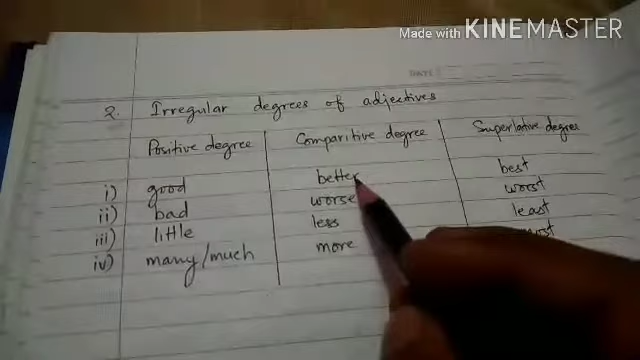 Made with KINEMASTER
DATE:
2. Irregular degrees of adjectives
Positive degree Comparitive degree Superlative degree
i) good better best
ii) bad worse worst
iii) little less least
iv) many/much more